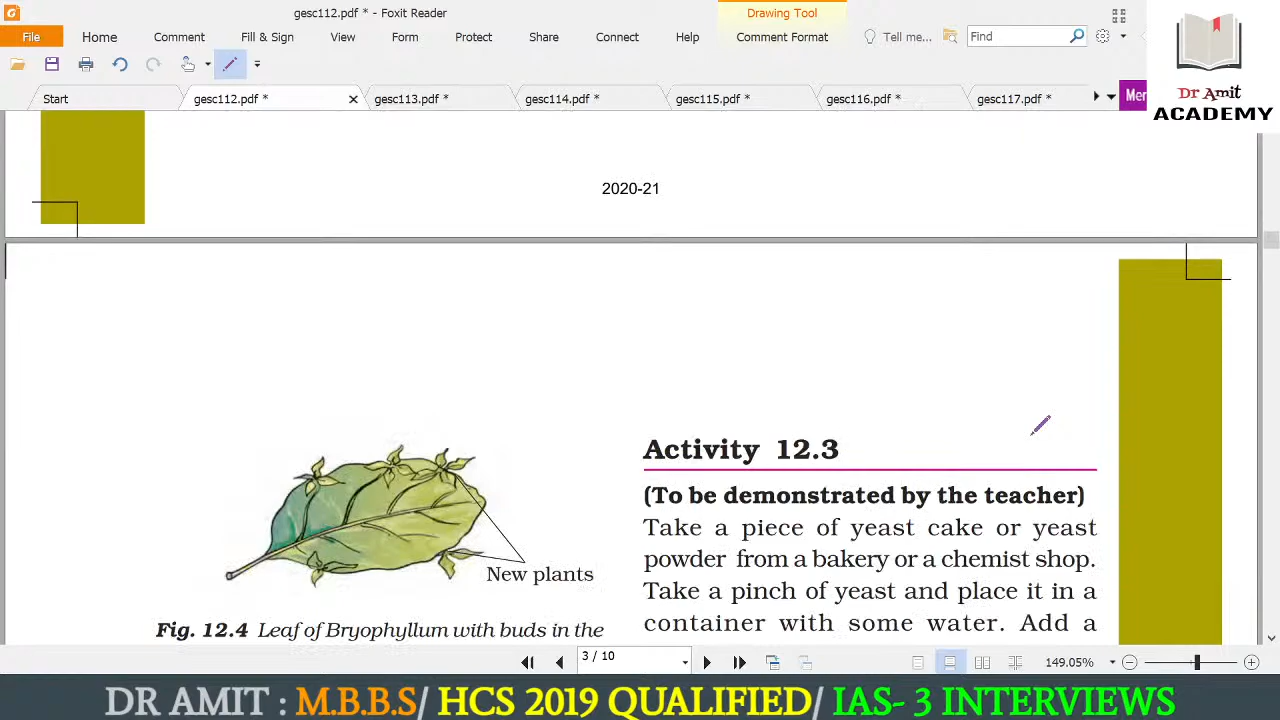 gesc112.pdf * - Foxit Reader
Drawing Tool
File Home Comment Fill & Sign View Form Protect Share Connect Help Comment Format Tell me... Find
Start gesc112.pdf * gesc113.pdf * gesc114.pdf * gesc115.pdf * gesc116.pdf * gesc117.pdf * Mer
Dr Amit
ACADEMY
2020-21
New plants
Fig. 12.4 Leaf of Bryophyllum with buds in the
Activity 12.3
(To be demonstrated by the teacher)
Take a piece of yeast cake or yeast
powder from a bakery or a chemist shop.
Take a pinch of yeast and place it in a
container with some water. Add a
3 / 10
149.05%
DR AMIT : M.B.B.S/ HCS 2019 QUALIFIED/ IAS- 3 INTERVIEWS